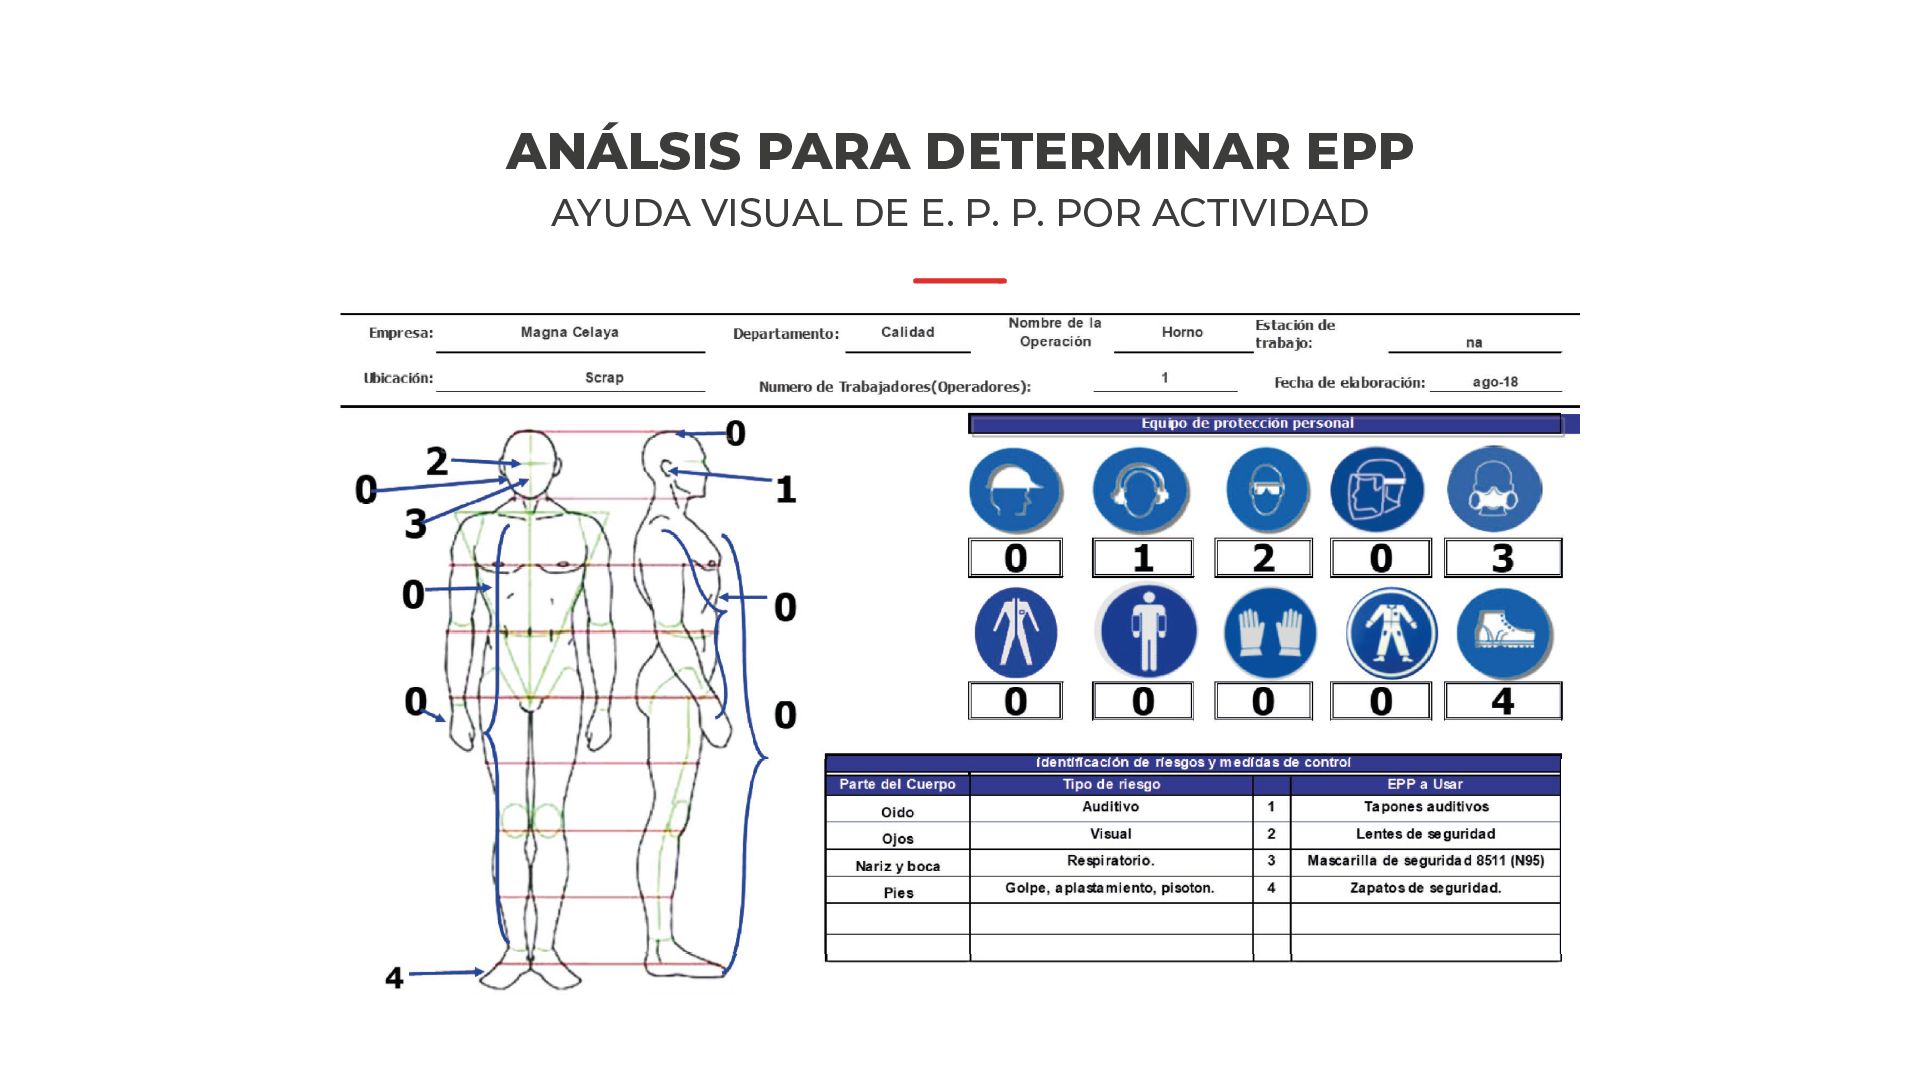 ANÁLSIS PARA DETERMINAR EPP
AYUDA VISUAL DE E. P. P. POR ACTIVIDAD
Empresa: Magna Celaya Departamento: Calidad Nombre de la Operación Horno Estación de trabajo: na
Ubicación: Scrap Numero de Trabajadores(Operadores): 1 Fecha de elaboración: ago-18
0
2
0
1
3
0
0
0
0
4
Equipo de protección personal
0 1 2 0 3
0 0 0 0 4
Identificación de riesgos y medidas de control
Parte del Cuerpo Tipo de riesgo EPP a Usar
Oido Auditivo 1 Tapones auditivos
Ojos Visual 2 Lentes de seguridad
Nariz y boca Respiratorio. 3 Mascarilla de seguridad 8511 (N95)
Pies Golpe, aplastamiento, pisoton. 4 Zapatos de seguridad.